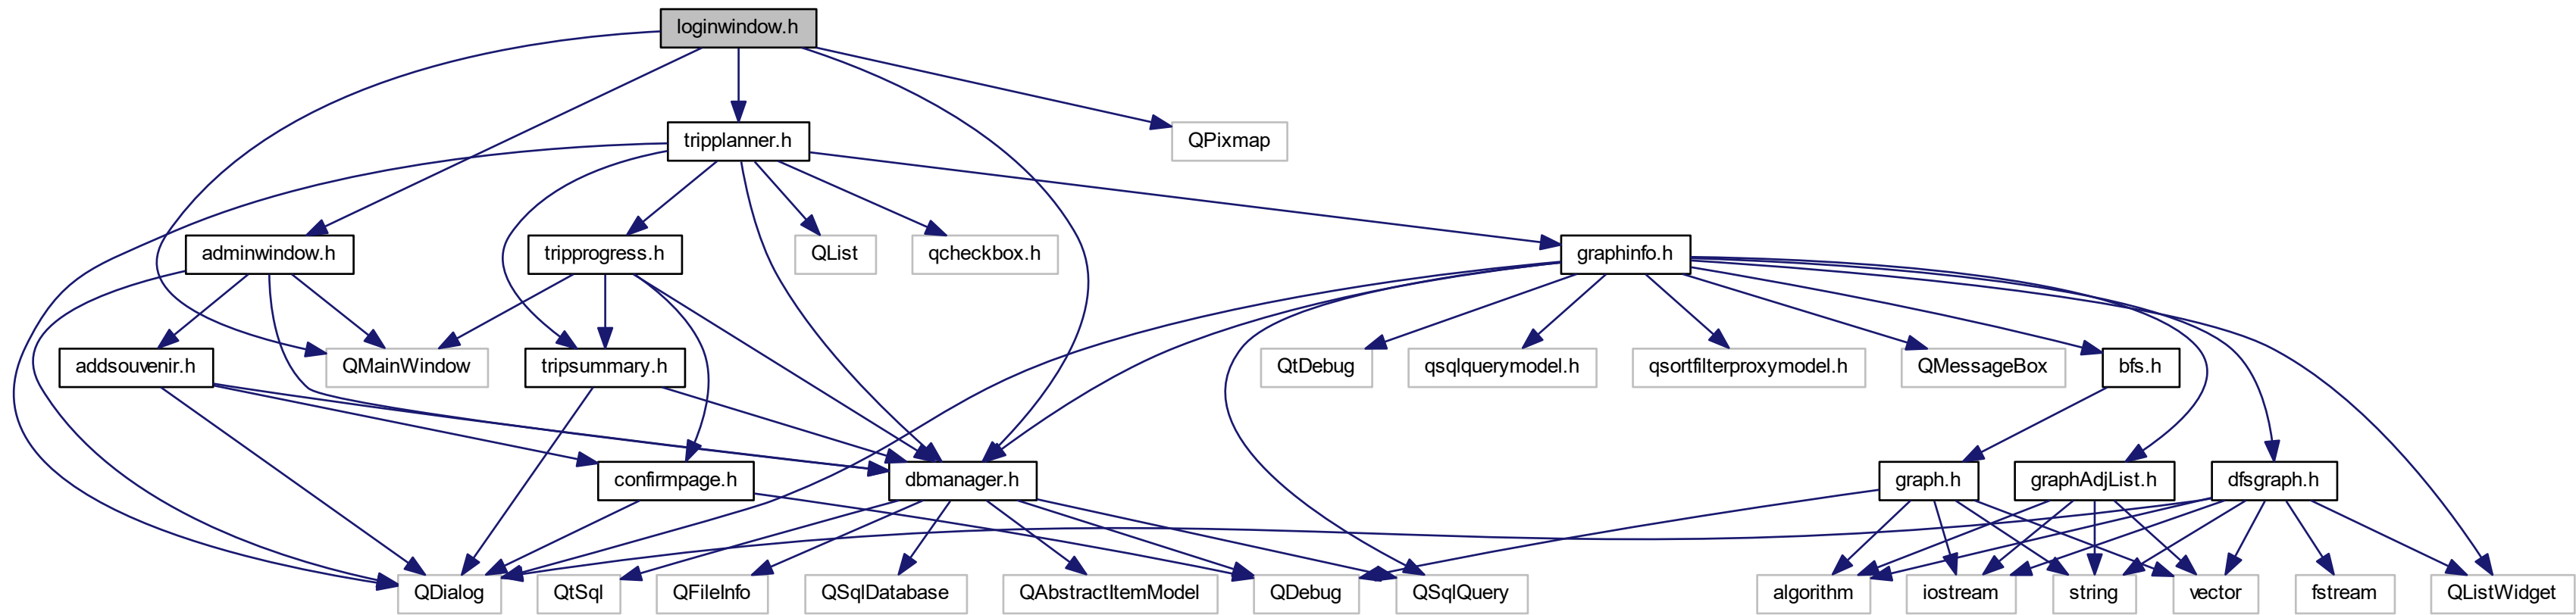 loginwindow.h
tripplanner.h
QPixmap
adminwindow.h
tripprogress.h
QList
qcheckbox.h
graphinfo.h
addsouvenir.h
QMainWindow
tripsummary.h
QtDebug
qsqlquerymodel.h
qsortfilterproxymodel.h
QMessageBox
bfs.h
confirmpage.h
dbmanager.h
graph.h
graphAdjList.h
dfsgraph.h
QDialog
QtSql
QFileInfo
QSqlDatabase
QAbstractItemModel
QDebug
QSqlQuery
algorithm
iostream
string
vector
fstream
QListWidget